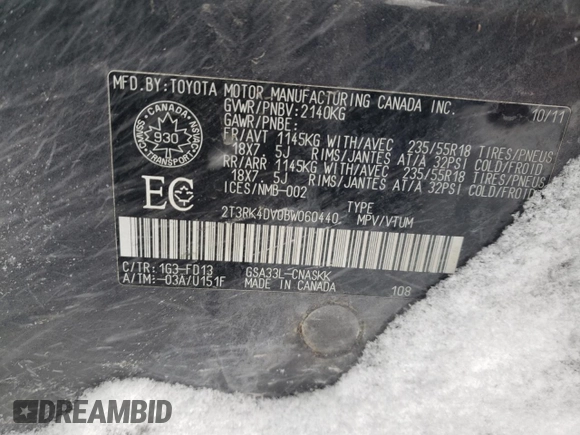 MFD. BY: TOYOTA MOTOR MANUFACTURING CANADA INC. 10/11
GVWR/PNBV: 2140KG
GAWR/PNBE:
FR/AVT 1145KG WITH/AVEC 235/55R18 TIRES/PNEUS
18X7. 5J RIMS/JANTES AT/A 32PSI COLD/FROID
RR/ARR 1145KG WITH/AVEC 235/55R18 TIRES/PNEUS
18X7. 5J RIMS/JANTES AT/A 32PSI COLD/FROID
ICES/NMB-002
CANADA
930
TRANSPORT
EC
TYPE
2T3RK4DV0BW060440 MPV/VTUM
C/TR: 1G3-FD13 GSA33L-CNASKK
A/TM: -03A/U151F MADE IN CANADA 108
DREAMBID